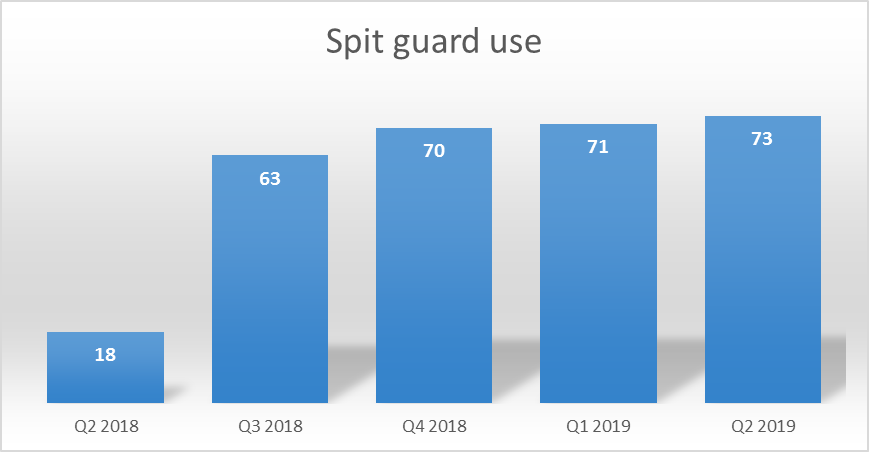 Spit guard use
18
63
70
71
73
Q2 2018
Q3 2018
Q4 2018
Q1 2019
Q2 2019